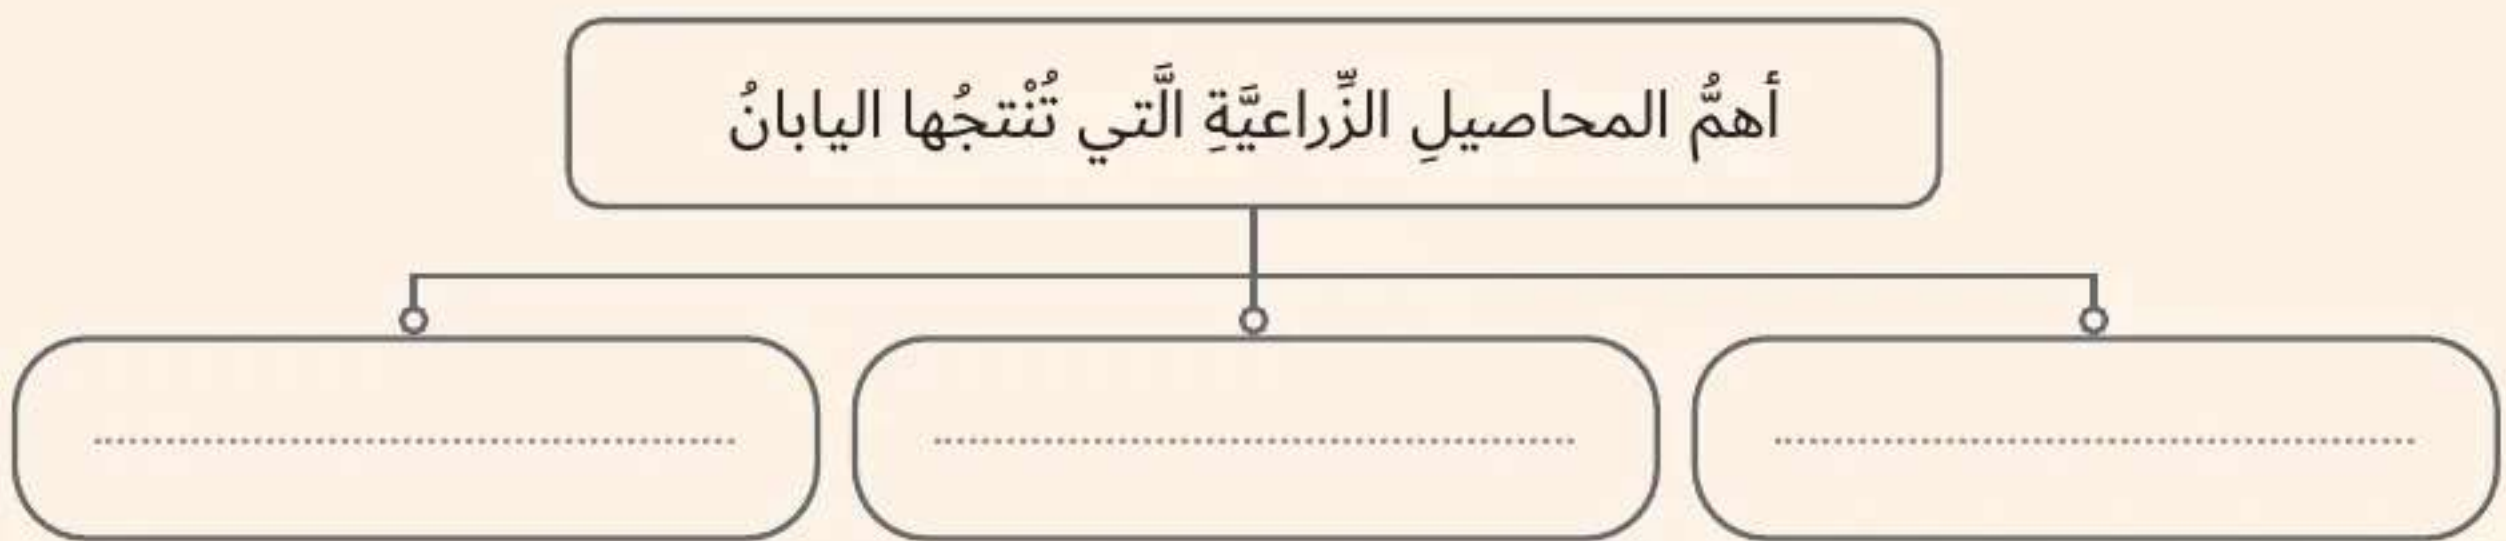 أهمُّ المحاصيلِ الزِّراعيَّةِ الَّتي تُنْتجُها اليابانُ